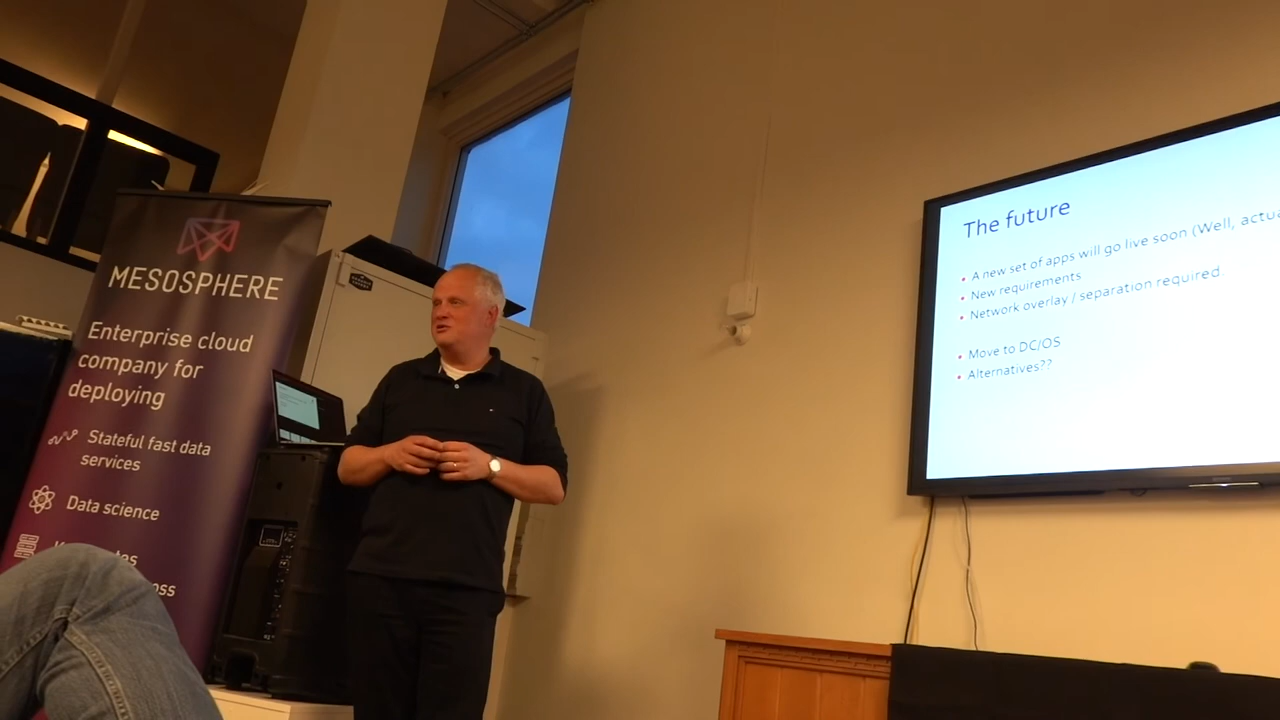 MESOSPHERE
Enterprise cloud
company for
deploying
Stateful fast data
services
Data science
The future
A new set of apps will go live soon (Well, actua
New requirements
Network overlay / separation required.
Move to DC/OS
Alternatives??